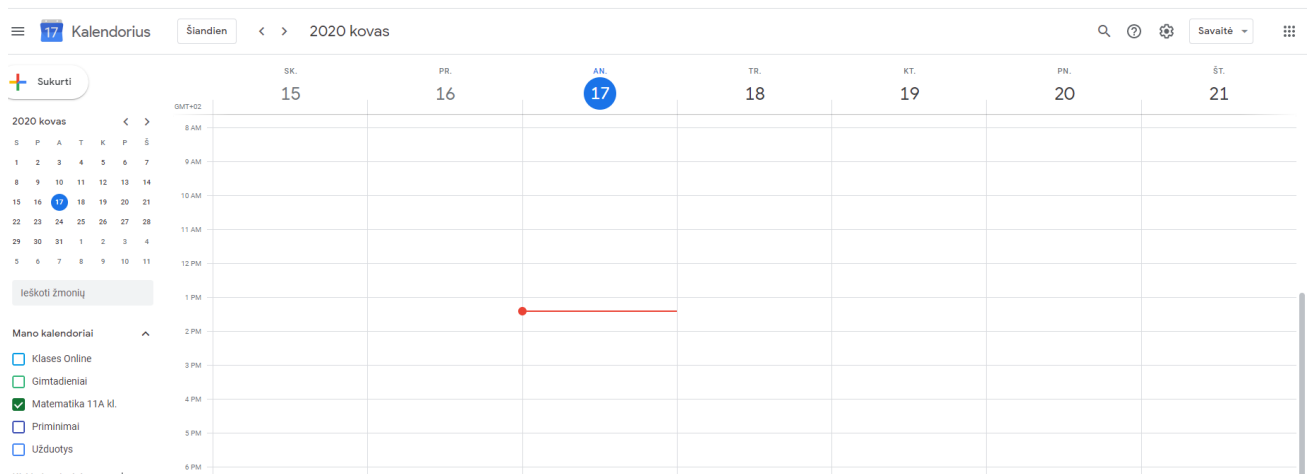 17 Kalendorius Šiandien 2020 kovas Savaitė
Sukurti
SK. PR. AN. TR. KT. PN. ŠT.
15 16 17 18 19 20 21
GMT+02
2020 kovas
S P A T K P Š
1 2 3 4 5 6 7
8 9 10 11 12 13 14
15 16 17 18 19 20 21
22 23 24 25 26 27 28
29 30 31 1 2 3 4
5 6 7 8 9 10 11
Ieškoti žmonių
Mano kalendoriai
Klases Online
Gimtadieniai
Matematika 11A kl.
Priminimai
Užduotys
8 AM
9 AM
10 AM
11 AM
12 PM
1 PM
2 PM
3 PM
4 PM
5 PM
6 PM